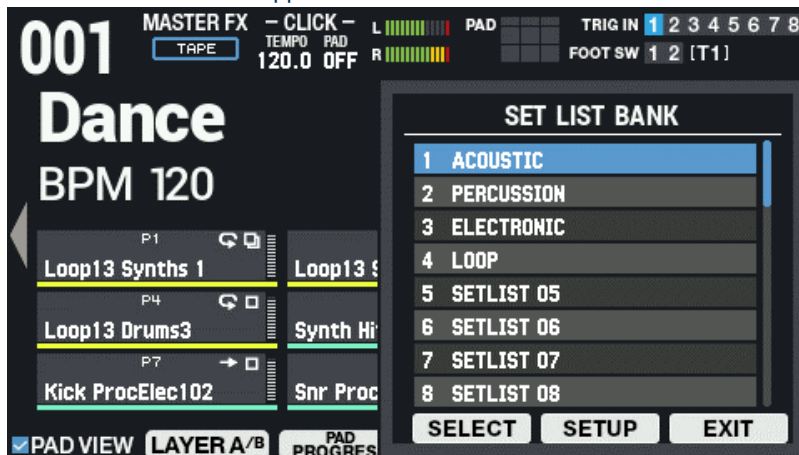 001
MASTER FX
TAPE
– CLICK –
TEMPO PAD
120.0 OFF
L
R
PAD
TRIG IN 1 2 3 4 5 6 7 8
FOOT SW 1 2 [T1]
Dance
BPM 120
P1
Loop13 Synths 1
Loop13
P4
Loop13 Drums3
Synth
P7
Kick ProcElec102
Snr Proc
PAD VIEW
LAYER A/B
PAD
SET LIST BANK
1 ACOUSTIC
2 PERCUSSION
3 ELECTRONIC
4 LOOP
5 SETLIST 05
6 SETLIST 06
7 SETLIST 07
8 SETLIST 08
SELECT SETUP EXIT